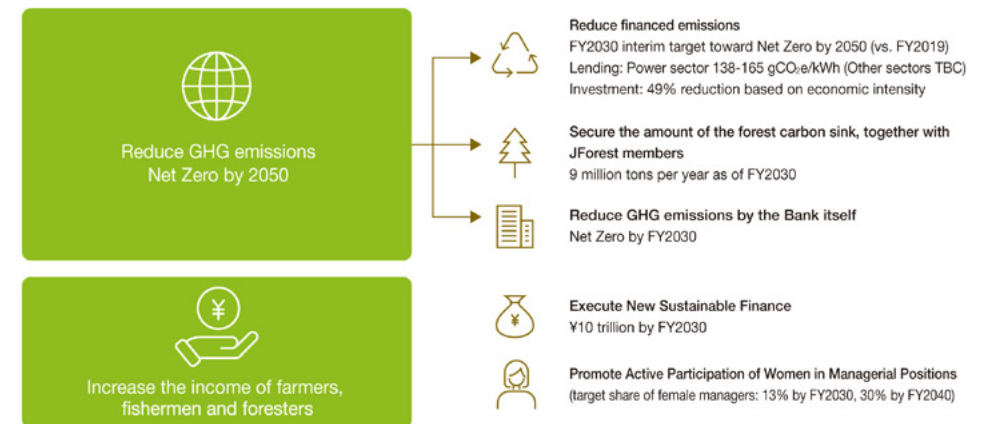 Reduce GHG emissions
Net Zero by 2050
Reduce financed emissions
FY2030 interim target toward Net Zero by 2050 (vs. FY2019)
Lending: Power sector 138-165 gCO₂e/kWh (Other sectors TBC)
Investment: 49% reduction based on economic intensity
Secure the amount of the forest carbon sink, together with
JForest members
9 million tons per year as of FY2030
Reduce GHG emissions by the Bank itself
Net Zero by FY2030
¥
Increase the income of farmers,
fishermen and foresters
¥
Execute New Sustainable Finance
¥10 trillion by FY2030
Promote Active Participation of Women in Managerial Positions
(target share of female managers: 13% by FY2030, 30% by FY2040)